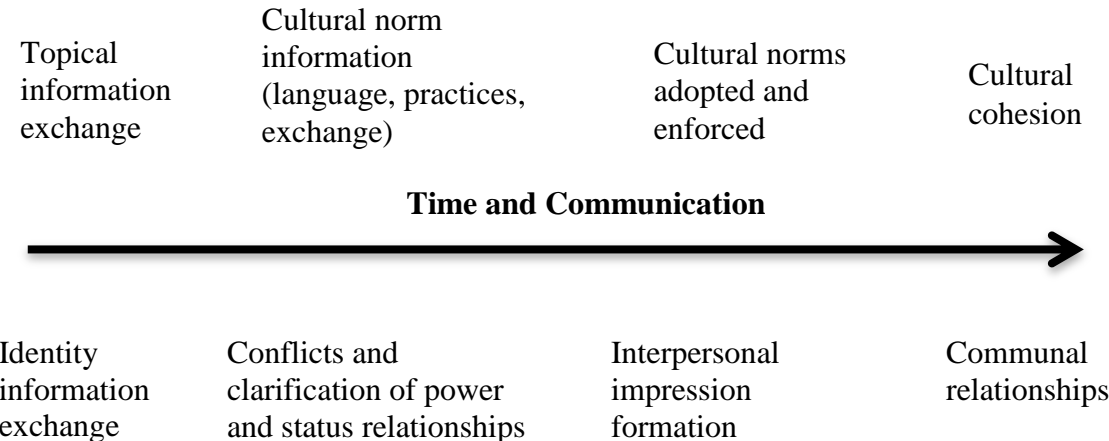 Topical
information
exchange
Cultural norm
information
(language, practices,
exchange)
Cultural norms
adopted and
enforced
Cultural
cohesion
Time and Communication
Identity
information
exchange
Conflicts and
clarification of power
and status relationships
Interpersonal
impression
formation
Communal
relationships